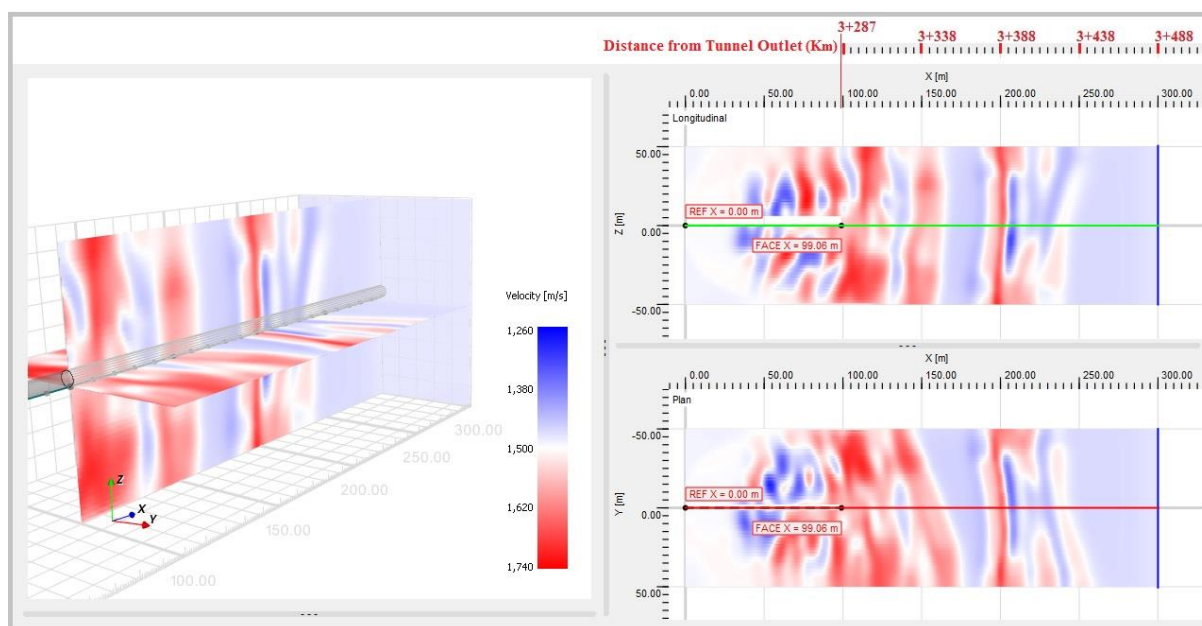 3+287
Distance from Tunnel Outlet (Km)
3+338 3+388 3+438 3+488
X [m]
0.00 50.00 100.00 150.00 200.00 250.00 300.00
Longitudinal
50.00
REF X = 0.00 m
Z [m]
0.00
FACE X = 99.06 m
-50.00
X [m]
0.00 50.00 100.00 150.00 200.00 250.00 300.00
Plan
-50.00
REF X = 0.00 m
Y [m]
0.00
FACE X = 99.06 m
50.00
Velocity [m/s]
1,260
1,380
1,500
1,620
1,740
Z
X
Y
100.00
150.00
200.00
250.00
300.00